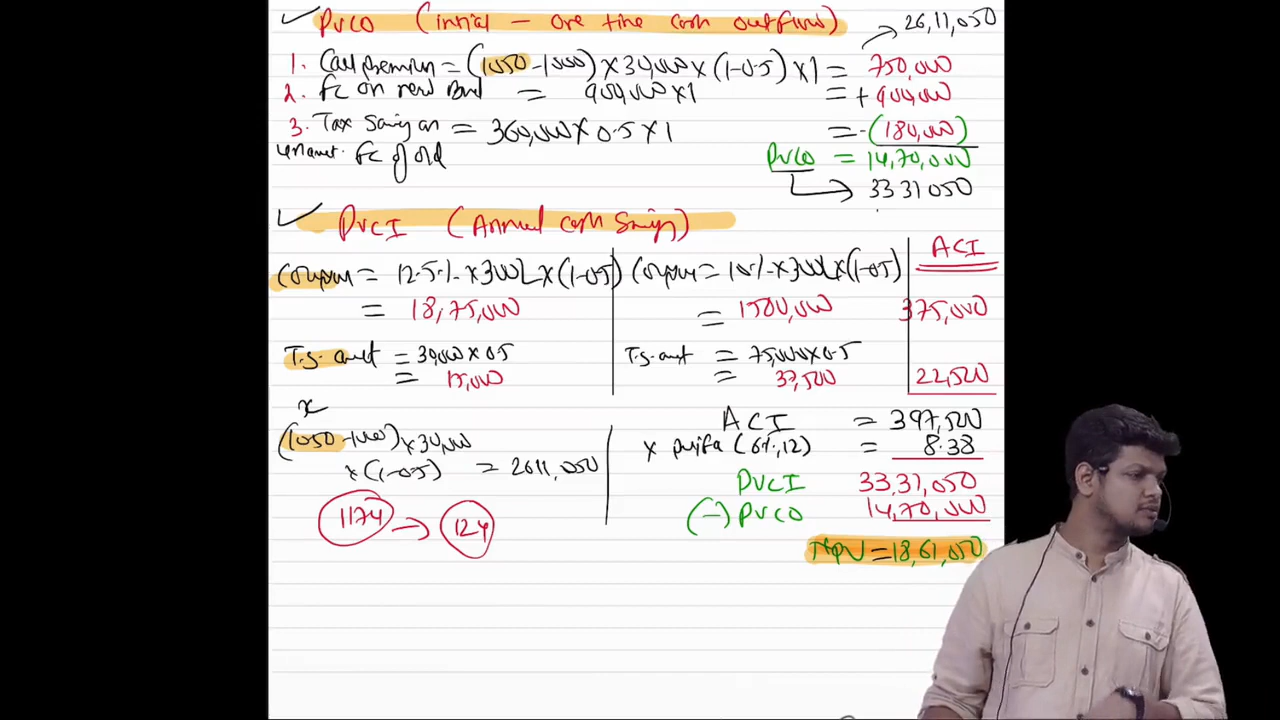 ✓ PVCO (initial – one time cash outflow)
26,11,050
1. Call premium = (1050-1000) × 30,000 × (1-0.5) × 1 = 750,000
2. FC on new Bond = 900,000 × 1 = + 900,000
3. Tax Saving on = 360,000 × 0.5 × 1 = -(180,000)
unamort. FC of old
PVCO = 14,70,000
3331050
✓ PVCI (Annual cash Savings)
ACI
Coupon = 12.5% × 300L × (1-0.5)
= 18,75,000
Coupon = 10% × 300L × (1-0.5)
= 1500,000
375,000
T.S. amort = 30,000 × 0.5
= 15,000
T.S. amort = 75,000 × 0.5
= 37,500
22,500
x
(1050-1000) × 30,000
× (1-0.5) = 2611,050
1174 → 124
ACI = 397,500
× pvifa (6%, 12) = 8.38
PVCI 33,31,050
(-) PVCO 14,70,000
NPV = 18,61,050